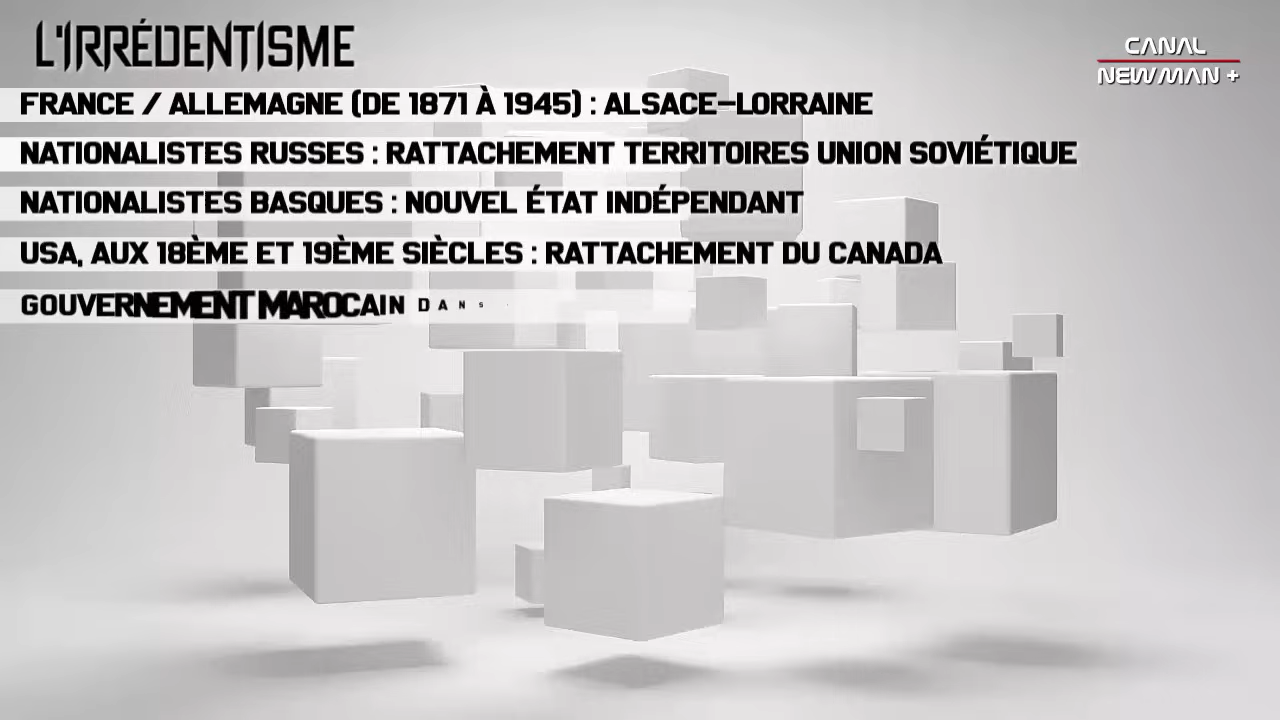 L'IRRÉDENTISME
CANAL
NEWMAN +
FRANCE / ALLEMAGNE (DE 1871 À 1945) : ALSACE-LORRAINE
NATIONALISTES RUSSES : RATTACHEMENT TERRITOIRES UNION SOVIÉTIQUE
NATIONALISTES BASQUES : NOUVEL ÉTAT INDÉPENDANT
USA, AUX 18ÈME ET 19ÈME SIÈCLES : RATTACHEMENT DU CANADA
GOUVERNEMENT MAROCAIN DANS